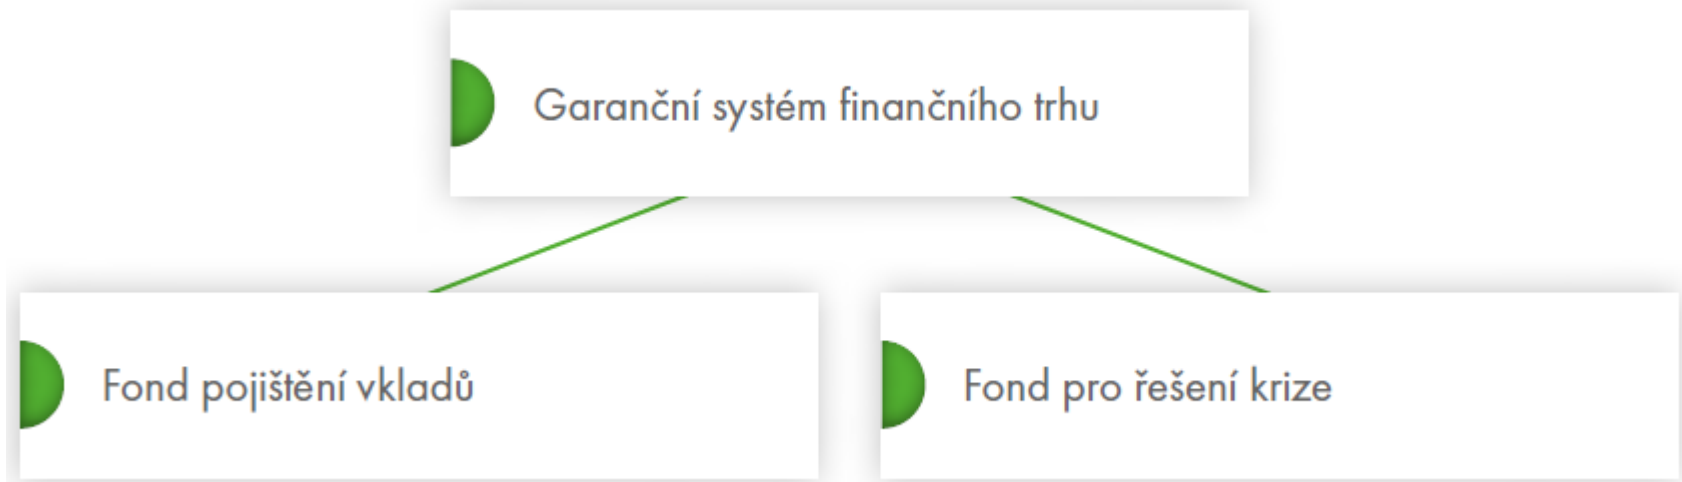 Garanční systém finančního trhu
Fond pojištění vkladů
Fond pro řešení krize